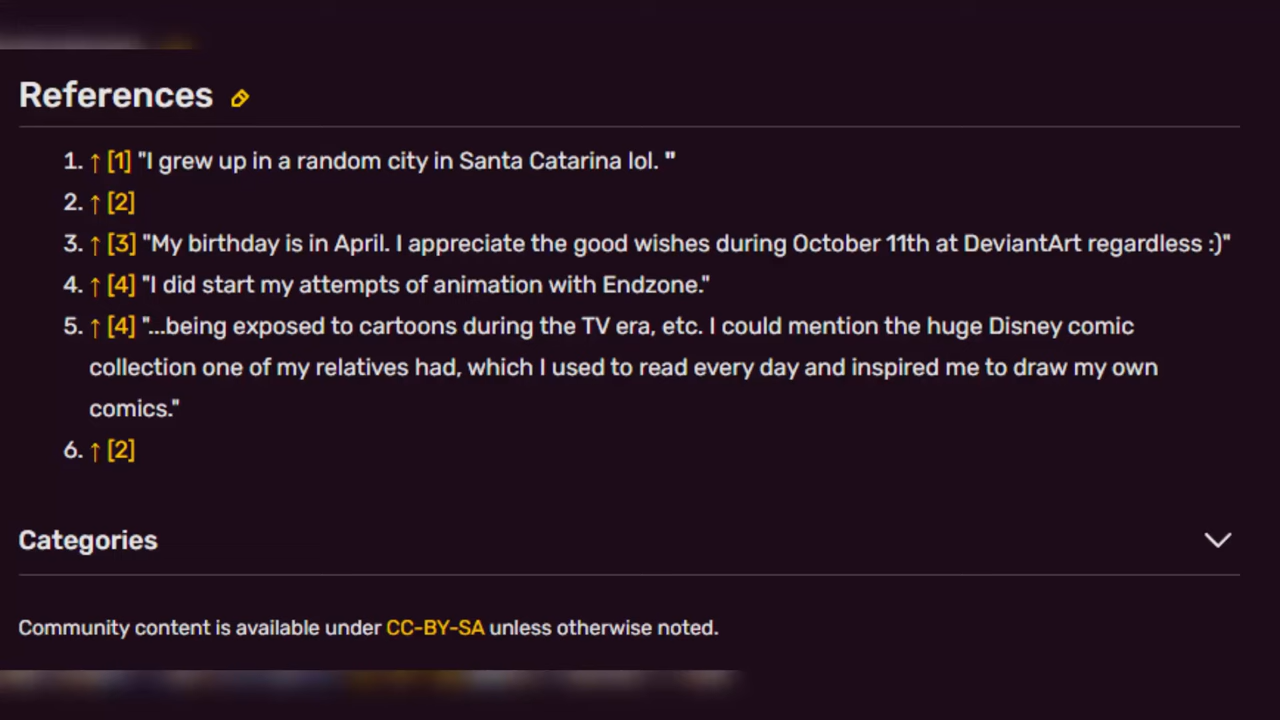 References
1. ↑ [1] "I grew up in a random city in Santa Catarina lol. "
2. ↑ [2]
3. ↑ [3] "My birthday is in April. I appreciate the good wishes during October 11th at DeviantArt regardless :)"
4. ↑ [4] "I did start my attempts of animation with Endzone."
5. ↑ [4] "...being exposed to cartoons during the TV era, etc. I could mention the huge Disney comic
collection one of my relatives had, which I used to read every day and inspired me to draw my own
comics."
6. ↑ [2]
Categories
Community content is available under CC-BY-SA unless otherwise noted.